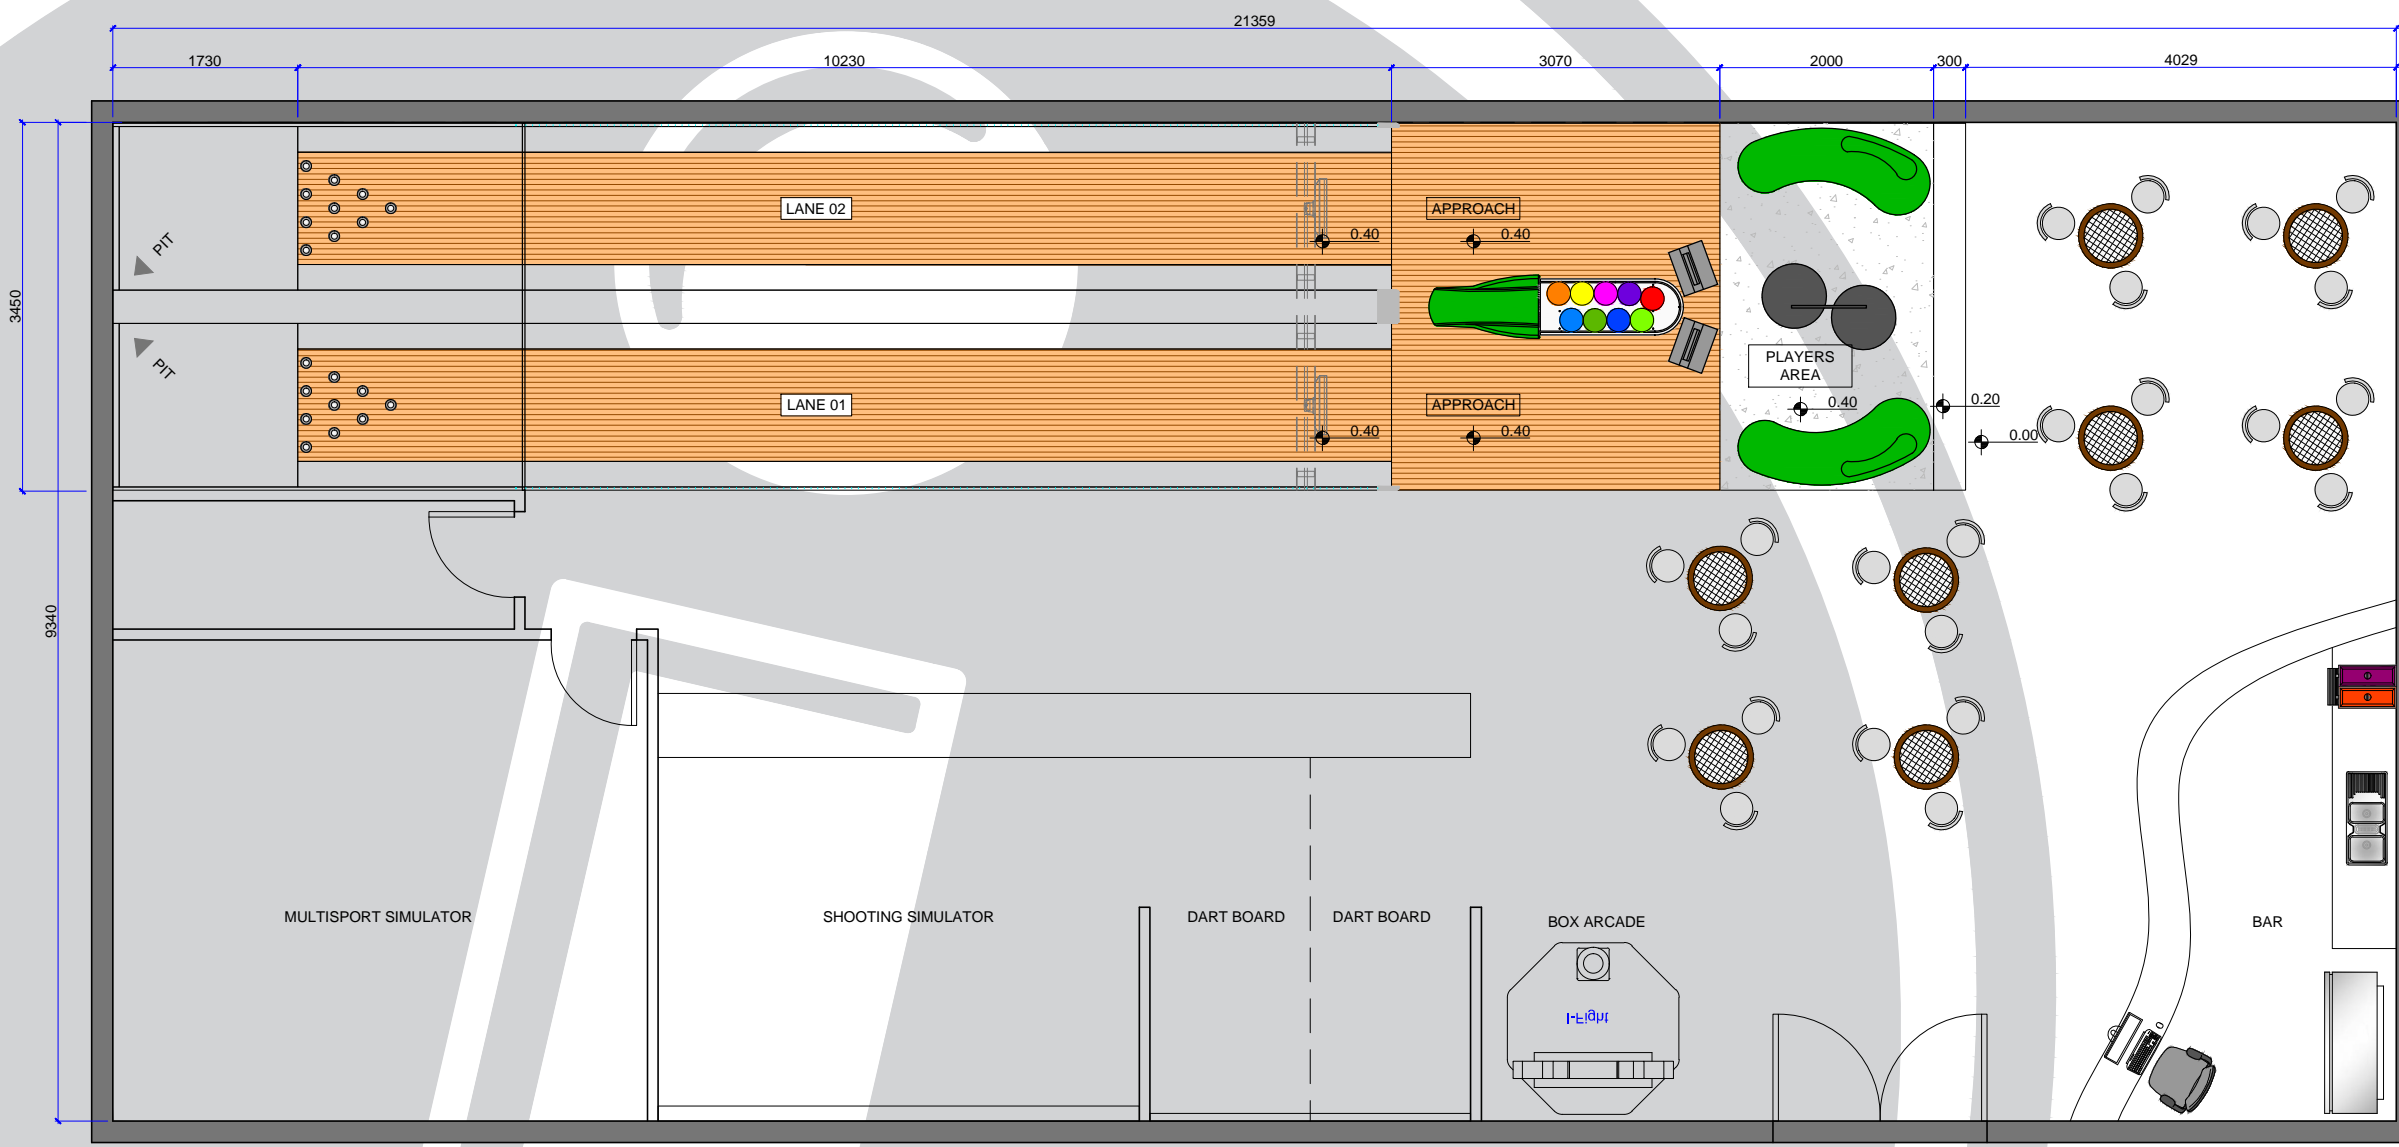 21359
1730
10230
3070
2000
300
4029
3450
9340
PIT
PIT
LANE 02
APPROACH
0.40
0.40
LANE 01
APPROACH
0.40
0.40
PLAYERS
AREA
0.40
0.20
0.00
MULTISPORT SIMULATOR
SHOOTING SIMULATOR
DART BOARD
DART BOARD
BOX ARCADE
I-Fight
BAR